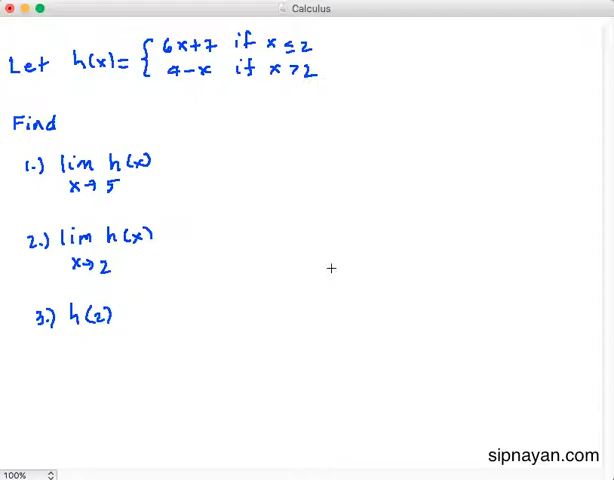 Calculus
Let h(x) = { 6x+7 if x ≤ 2
4-x if x > 2
Find
1.) lim h(x)
x→5
2.) lim h(x)
x→2
3.) h(2)
sipnayan.com
100%